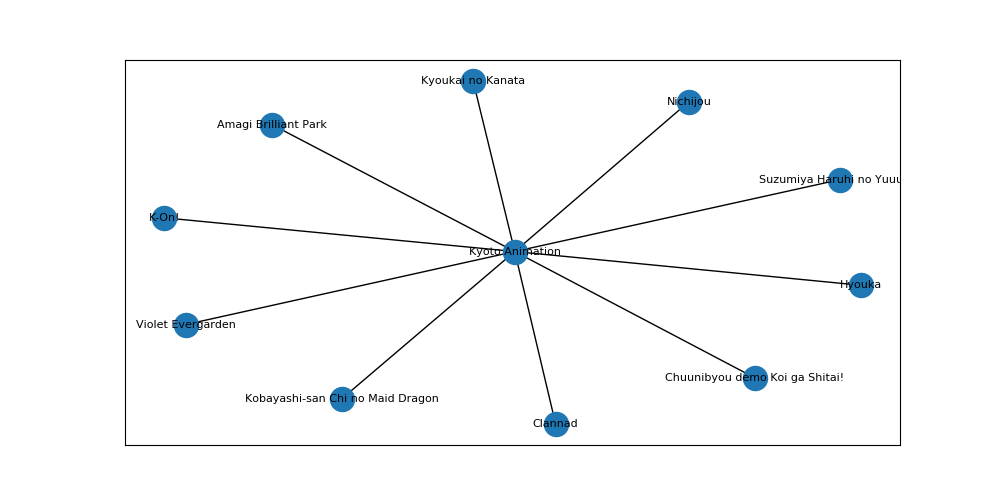 Kyoukai no Kanata
Nichijou
Amagi Brilliant Park
Suzumiya Haruhi no Yuuu
K-On!
Kyoto Animation
Hyouka
Violet Evergarden
Chuunibyou demo Koi ga Shitai!
Kobayashi-san Chi no Maid Dragon
Clannad